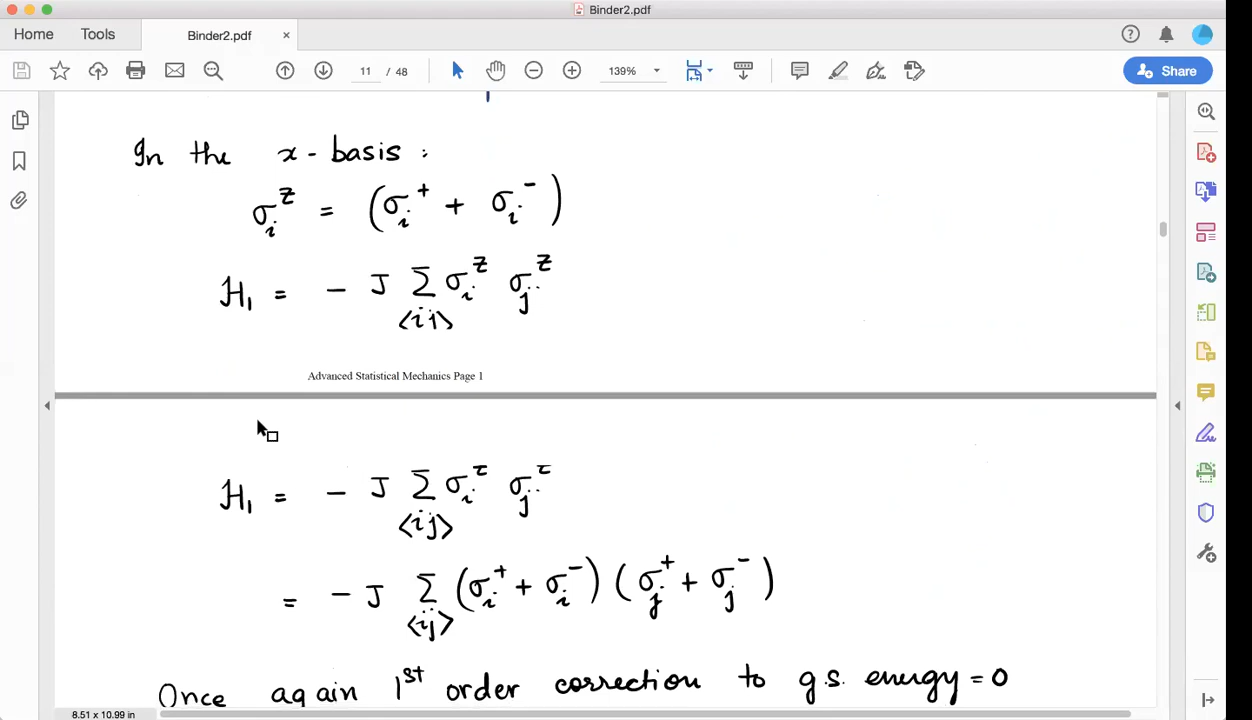 Binder2.pdf
Home Tools Binder2.pdf ×
11 / 48 139% Share
In the x - basis :
σᵢᶻ = (σᵢ⁺ + σᵢ⁻)
H₁ = - J Σ σᵢᶻ σⱼᶻ
<ij>
Advanced Statistical Mechanics Page 1
H₁ = - J Σ σᵢᶻ σⱼᶻ
<ij>
= - J Σ (σᵢ⁺ + σᵢ⁻) (σⱼ⁺ + σⱼ⁻)
<ij>
Once again 1ˢᵗ order correction to g.s. energy = 0
8.51 x 10.99 in